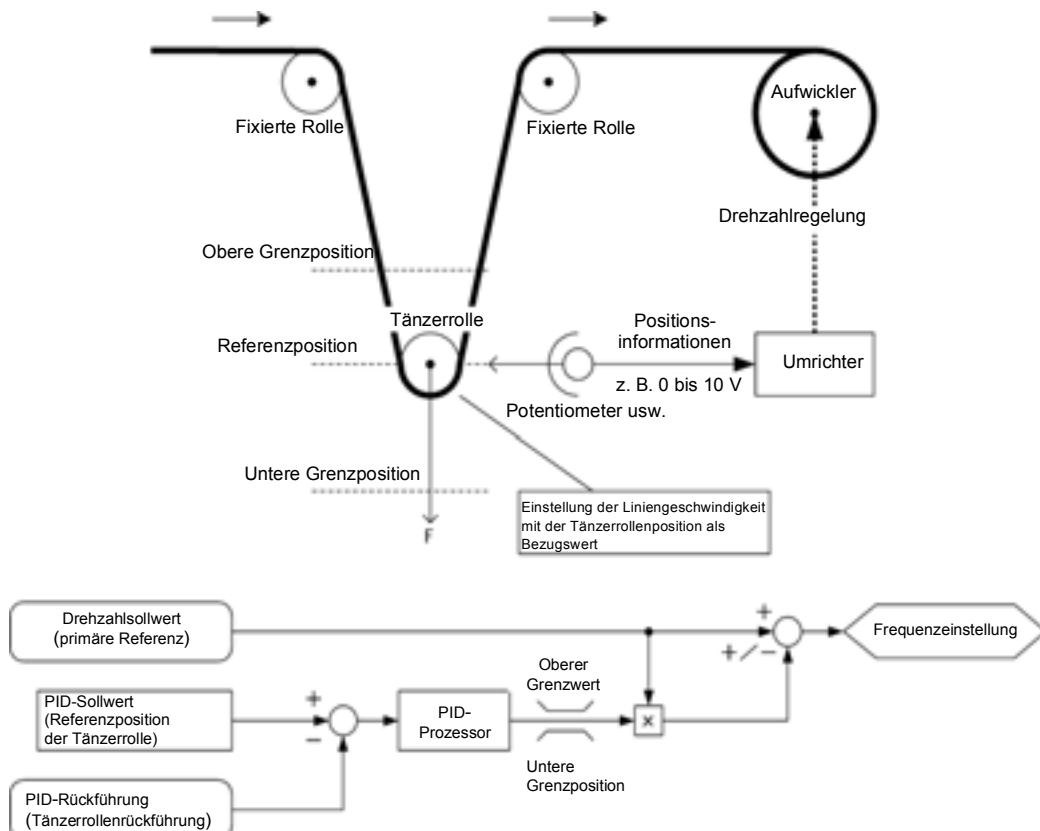 Fixierte Rolle
Fixierte Rolle
Aufwickler
Drehzahlregelung
Obere Grenzposition
Tänzerrolle
Referenzposition
Positions-
informationen
z. B. 0 bis 10 V
Umrichter
Potentiometer usw.
Untere Grenzposition
F
Einstellung der Liniengeschwindigkeit
mit der Tänzerrollenposition als
Bezugswert
Drehzahlsollwert
(primäre Referenz)
+
+/−
Frequenzeinstellung
PID-Sollwert
(Referenzposition
der Tänzerrolle)
+
−
PID-
Prozessor
Oberer
Grenzwert
×
Untere
Grenzposition
PID-Rückführung
(Tänzerrollenrückführung)